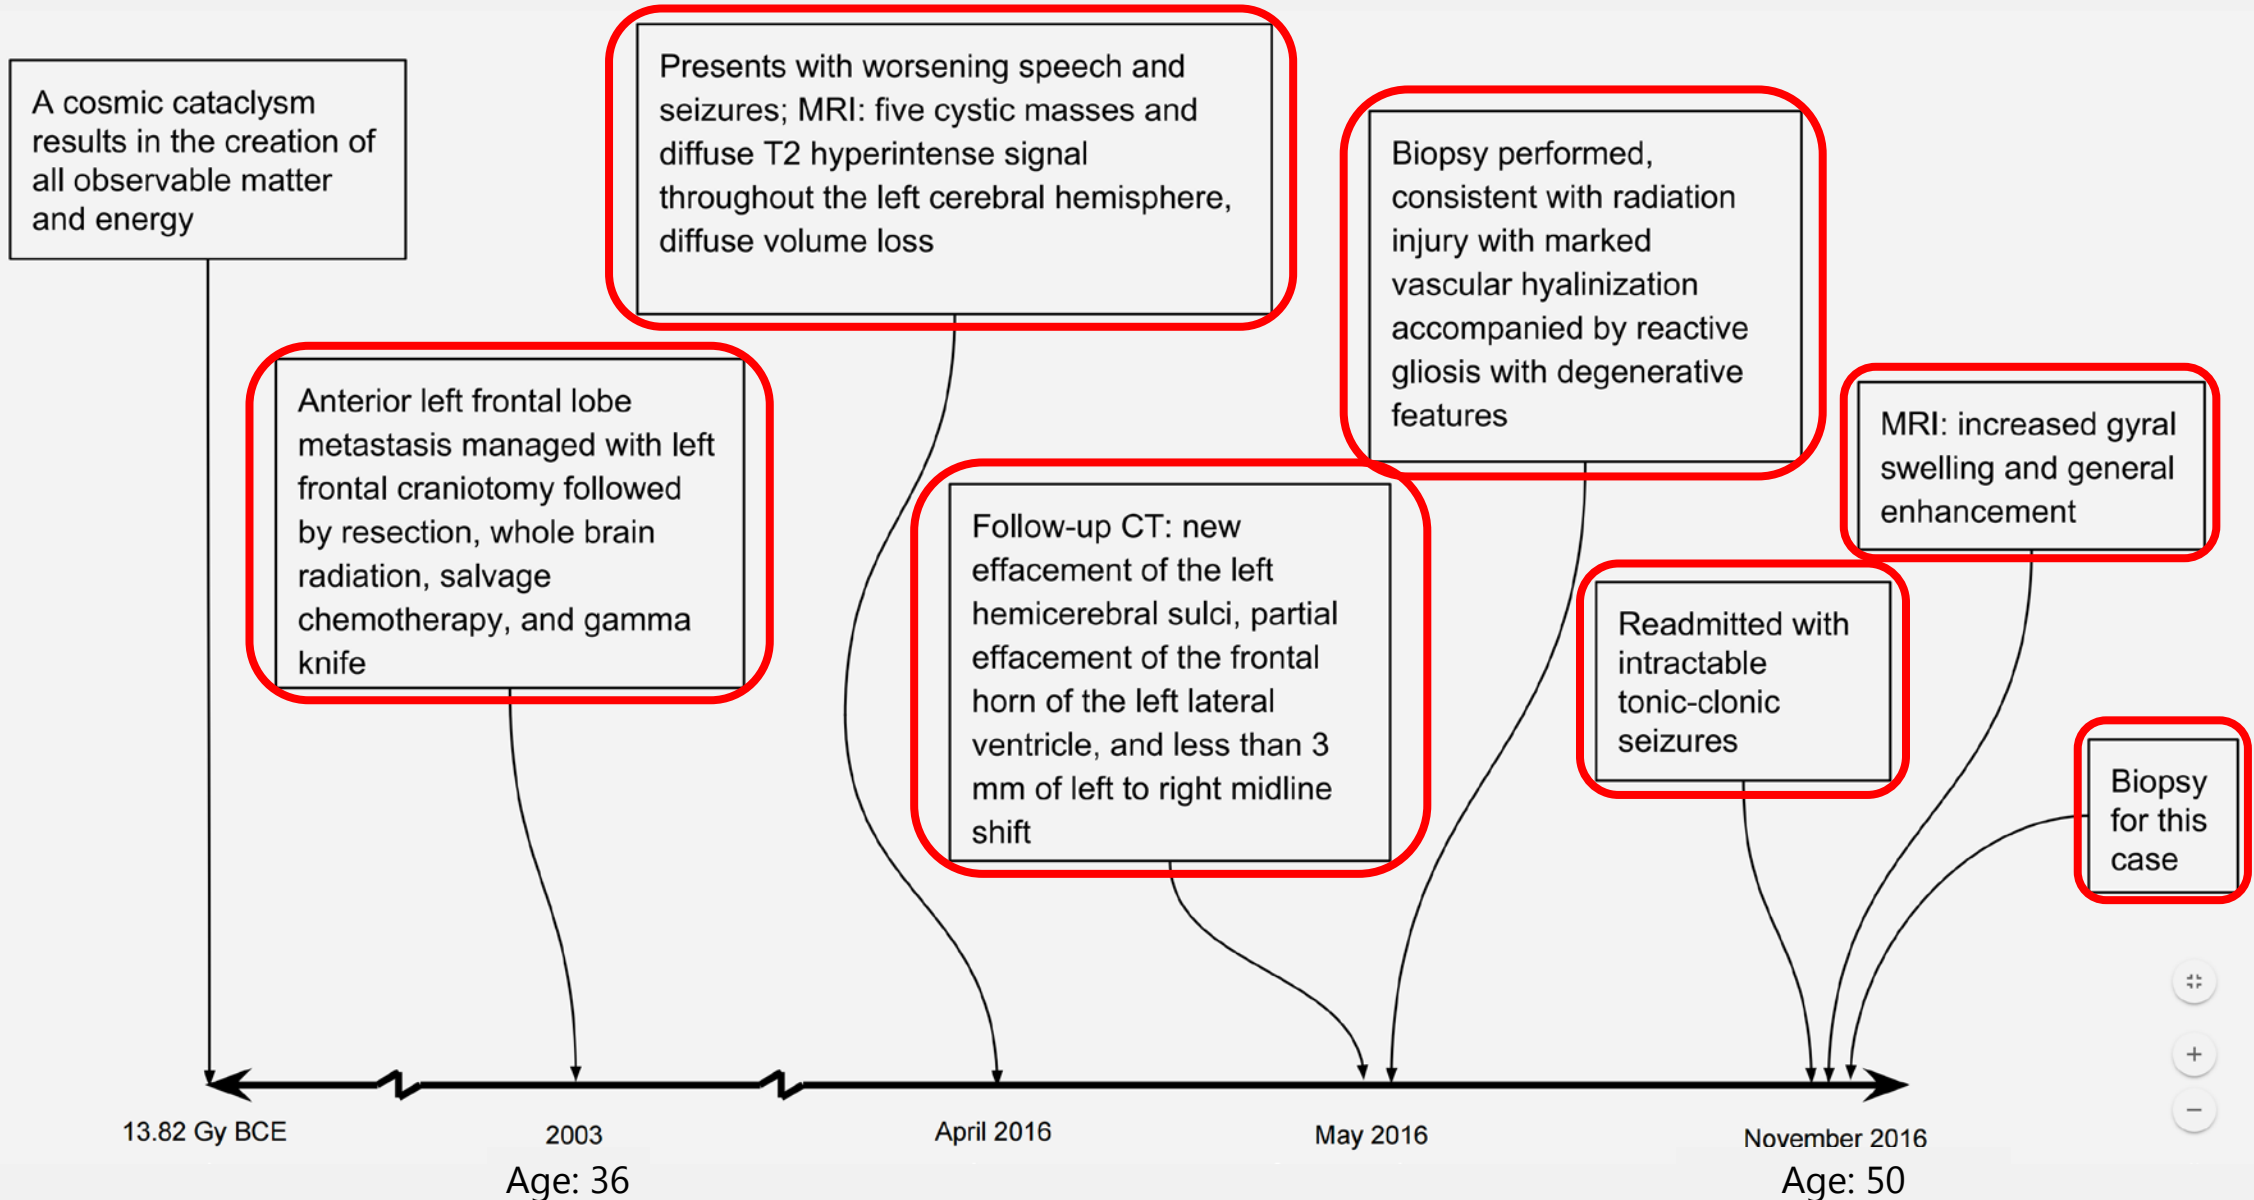 A cosmic cataclysm
results in the creation of
all observable matter
and energy
Anterior left frontal lobe
metastasis managed with left
frontal craniotomy followed
by resection, whole brain
radiation, salvage
chemotherapy, and gamma
knife
Presents with worsening speech and
seizures; MRI: five cystic masses and
diffuse T2 hyperintense signal
throughout the left cerebral hemisphere,
diffuse volume loss
Follow-up CT: new
effacement of the left
hemicerebral sulci, partial
effacement of the frontal
horn of the left lateral
ventricle, and less than 3
mm of left to right midline
shift
Biopsy performed,
consistent with radiation
injury with marked
vascular hyalinization
accompanied by reactive
gliosis with degenerative
features
Readmitted with
intractable
tonic-clonic
seizures
MRI: increased gyral
swelling and general
enhancement
Biopsy
for this
case
13.82 Gy BCE
2003
April 2016
May 2016
November 2016
Age: 36
Age: 50